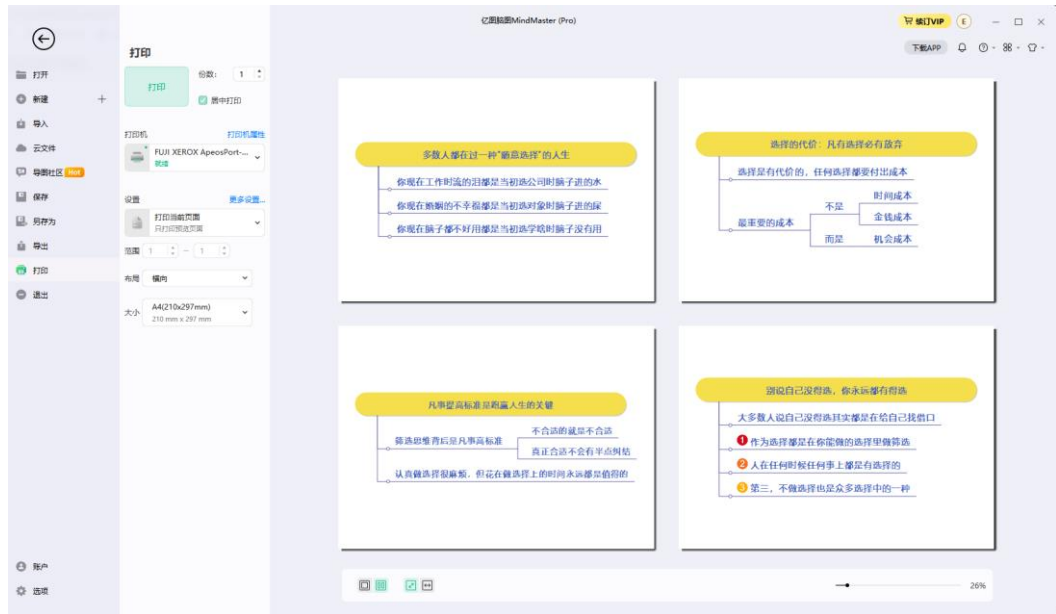 亿图脑图MindMaster (Pro)
续订VIP
E
下载APP
打开
新建
导入
云文件
导图社区 Hot
保存
另存为
导出
打印
退出
账户
选项
打印
打印
份数： 1
居中打印
打印机
打印机属性
FUJI XEROX ApeosPort-...
就绪
设置
更多设置...
打印当前页面
只打印预览页面
范围 1 - 1
布局 横向
大小 A4(210x297mm)
210 mm x 297 mm
多数人都在过一种"随意选择"的人生
你现在工作时流的泪都是当初选公司时脑子进的水
你现在婚姻的不幸福都是当初选对象时脑子进的尿
你现在脑子都不好用都是当初选学啥时脑子没有用
选择的代价：凡有选择必有放弃
选择是有代价的，任何选择都要付出成本
最重要的成本
不是
时间成本
金钱成本
而是
机会成本
凡事提高标准是跑赢人生的关键
筛选思维背后是凡事高标准
不合适的就是不合适
真正合适不会有半点纠结
认真做选择很麻烦，但花在做选择上的时间永远都是值得的
别说自己没得选，你永远都有得选
大多数人说自己没得选其实都是在给自己找借口
1 作为选择都是在你能做的选择里做筛选
2 人在任何时候任何事上都是有选择的
3 第三，不做选择也是众多选择中的一种
26%